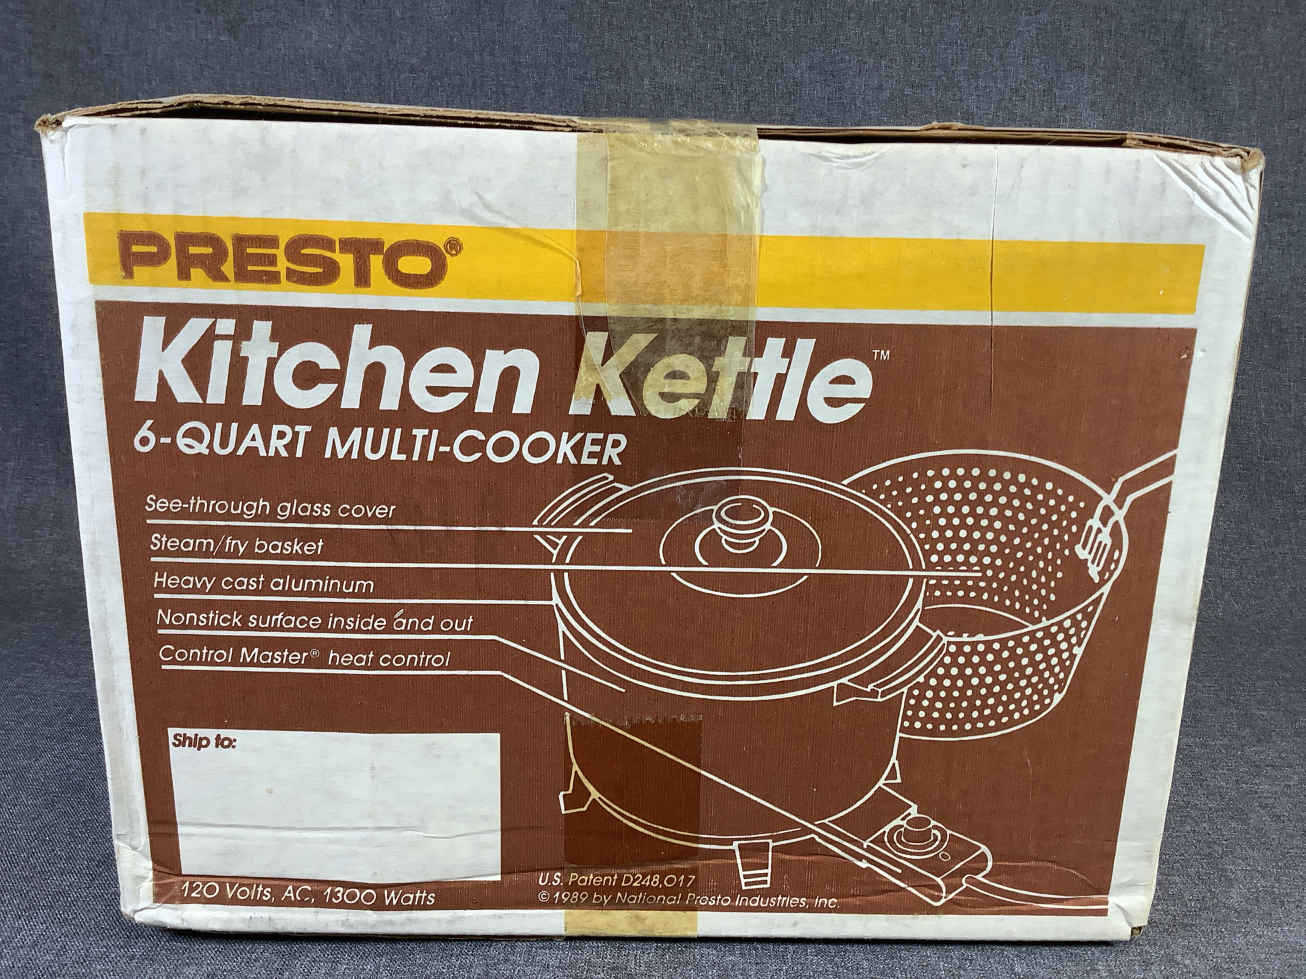 PRESTO®
Kitchen Kettle™
6-QUART MULTI-COOKER
See-through glass cover
Steam/fry basket
Heavy cast aluminum
Nonstick surface inside and out
Control Master® heat control
Ship to:
120 Volts, AC, 1300 Watts
U.S. Patent D248,017
© 1989 by National Presto Industries, Inc.